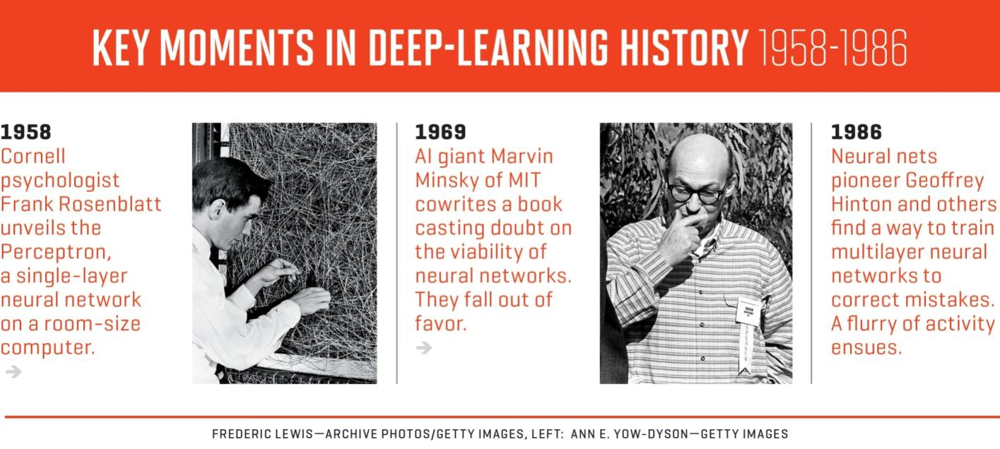 KEY MOMENTS IN DEEP-LEARNING HISTORY 1958-1986
1958
Cornell
psychologist
Frank Rosenblatt
unveils the
Perceptron,
a single-layer
neural network
on a room-size
computer.
1969
AI giant Marvin
Minsky of MIT
cowrites a book
casting doubt on
the viability of
neural networks.
They fall out of
favor.
MARVIN
SPEAKER
1986
Neural nets
pioneer Geoffrey
Hinton and others
find a way to train
multilayer neural
networks to
correct mistakes.
A flurry of activity
ensues.
FREDERIC LEWIS—ARCHIVE PHOTOS/GETTY IMAGES, LEFT: ANN E. YOW-DYSON—GETTY IMAGES